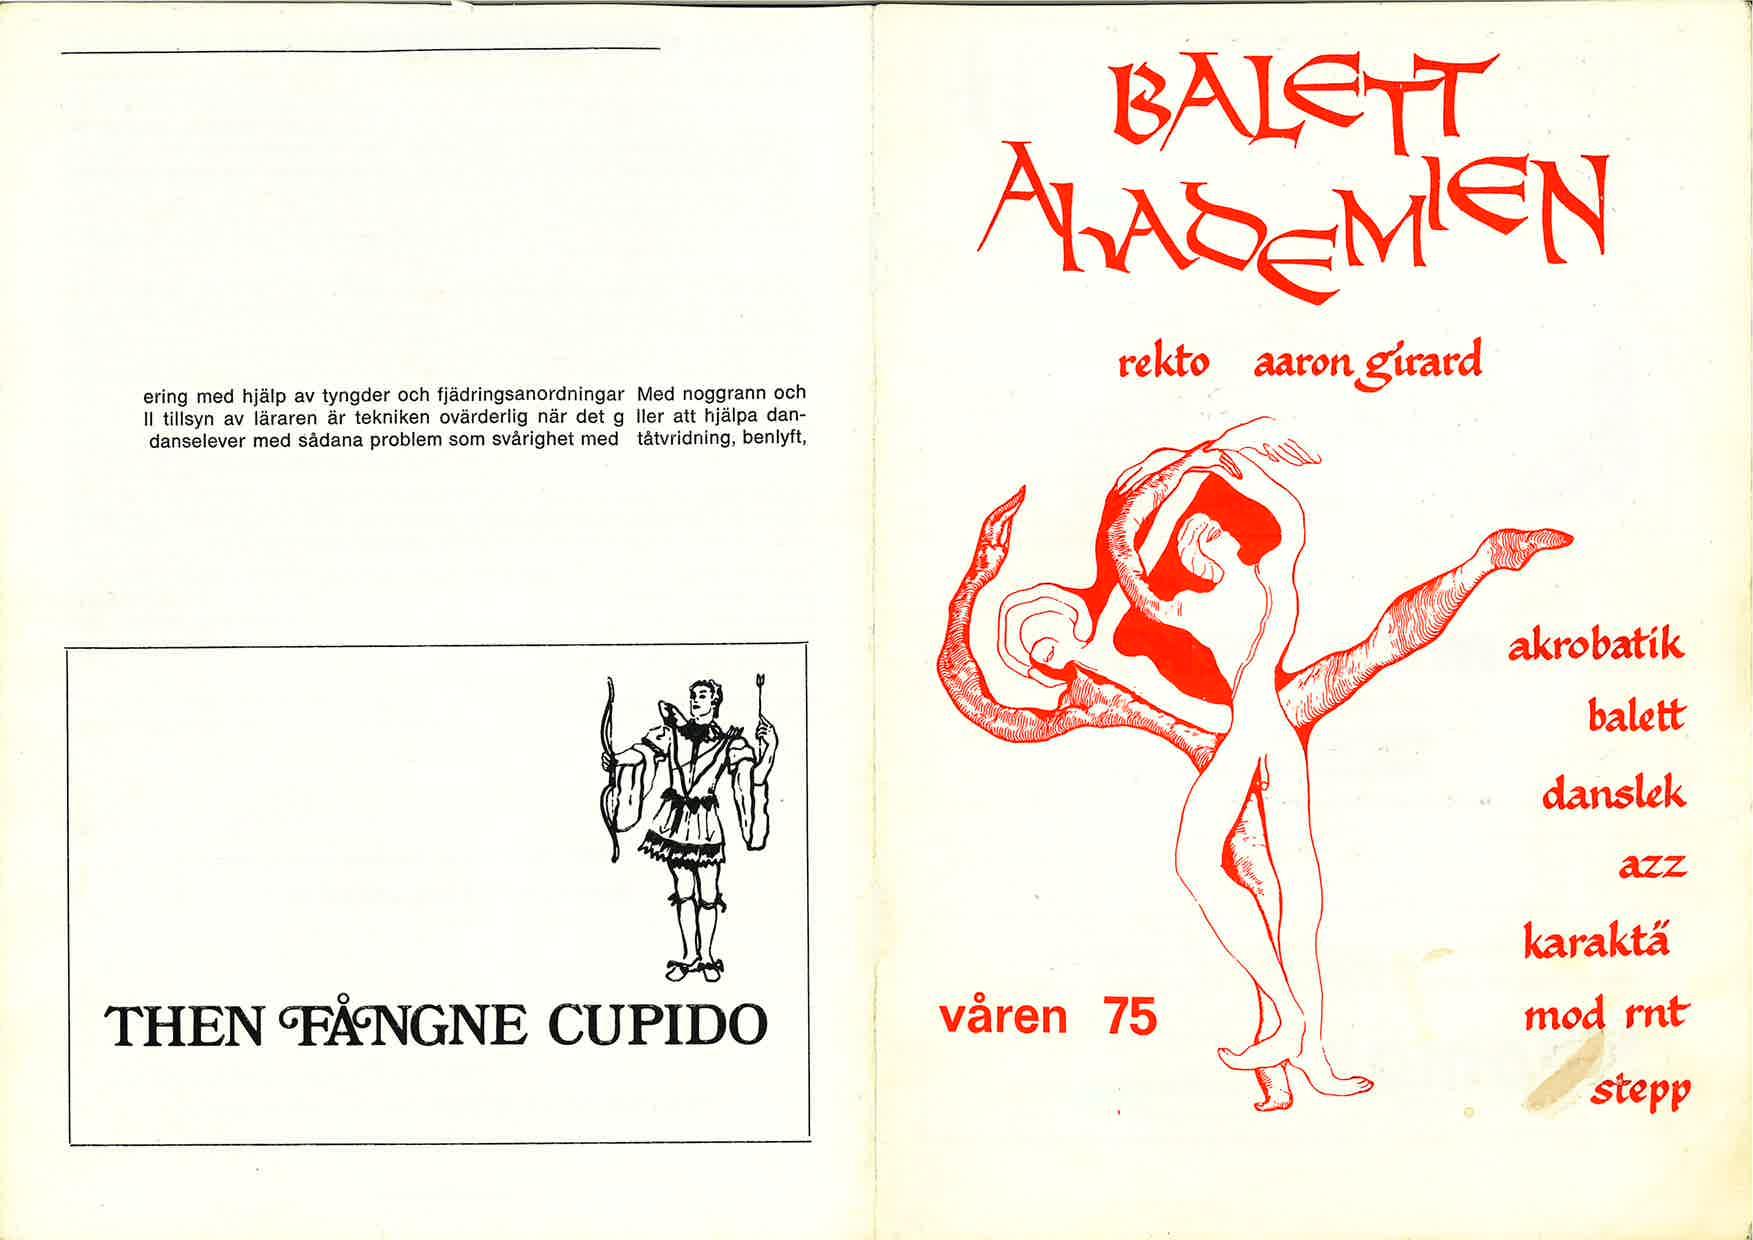 ering med hjälp av tyngder och fjädringsanordningar Med noggrann och
ll tillsyn av läraren är tekniken ovärderlig när det g ller att hjälpa dan-
danselever med sådana problem som svårighet med tåtvridning, benlyft,
THEN FÅNGNE CUPIDO
BALETT
AKADEMIEN
rekto aaron girard
akrobatik
balett
danslek
azz
karaktä
mod rnt
stepp
våren 75